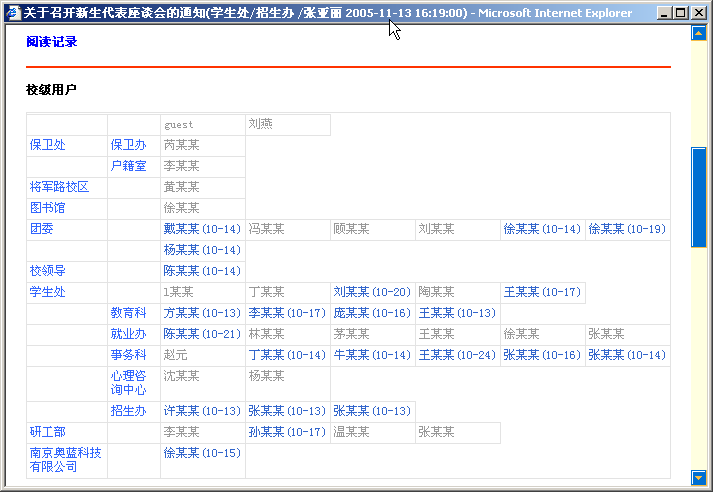 关于召开新生代表座谈会的通知(学生处/招生办 /张亚丽 2005-11-13 16:19:00) - Microsoft Internet Explorer
阅读记录
校级用户
guest 刘燕
保卫处 保卫办 芮某某
户籍室 李某某
将军路校区 黄某某
图书馆 徐某某
团委 戴某某(10-14) 冯某某 顾某某 刘某某 徐某某(10-14) 徐某某(10-19)
杨某某(10-14)
校领导 陈某某(10-14)
学生处 l某某 丁某某 刘某某(10-20) 陶某某 王某某(10-17)
教育科 方某某(10-13) 李某某(10-17) 庞某某(10-16) 王某某(10-13)
就业办 陈某某(10-21) 林某某 茅某某 王某某 徐某某 张某某
事务科 赵元 丁某某(10-14) 牛某某(10-14) 王某某(10-24) 张某某(10-16) 张某某(10-14)
心理咨 沈某某 杨某某
询中心
招生办 许某某(10-13) 张某某(10-13) 张某某(10-13)
研工部 李某某 孙某某(10-17) 温某某 张某某
南京奥蓝科技 徐某某(10-15)
有限公司